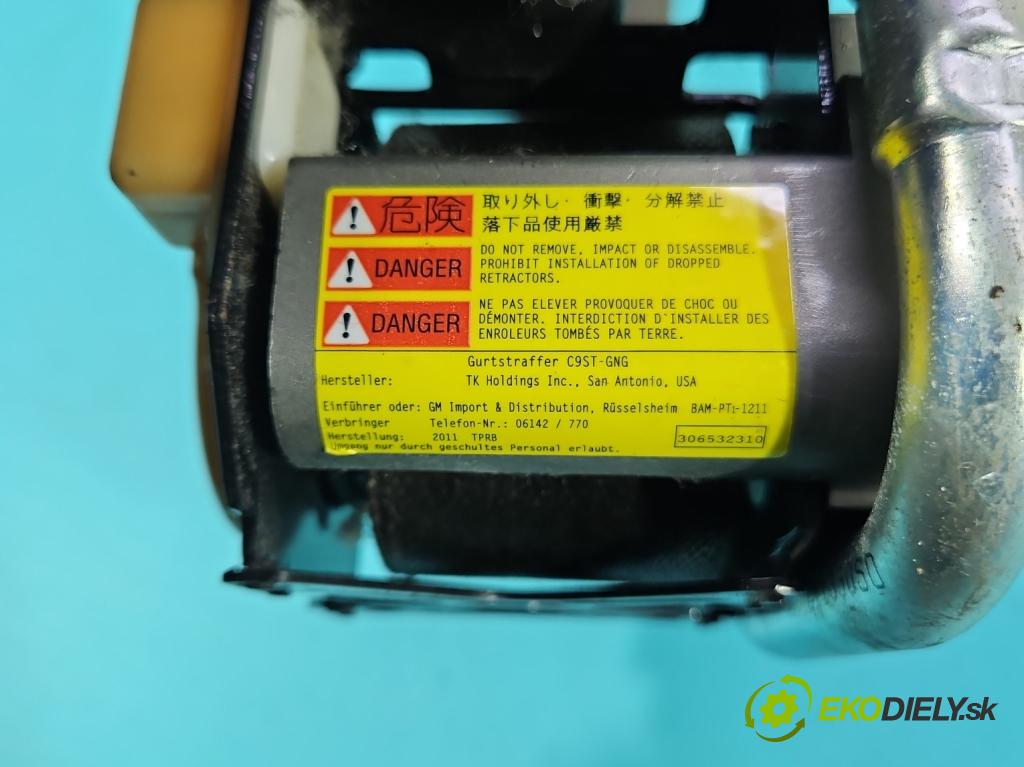 危険
取り外し・衝撃・分解禁止
落下品使用厳禁
DANGER
DO NOT REMOVE, IMPACT OR DISASSEMBLE.
PROHIBIT INSTALLATION OF DROPPED
RETRACTORS.
DANGER
NE PAS ELEVER PROVOQUER DE CHOC OU
DÉMONTER. INTERDICTION D`INSTALLER DES
ENROLEURS TOMBÉS PAR TERRE.
Gurtstraffer C9ST-GNG
Hersteller: TK Holdings Inc., San Antonio, USA
Einführer oder: GM Import & Distribution, Rüsselsheim BAM-PT1-1211
Verbringer Telefon-Nr.: 06142 / 770
Herstellung: 2011 TPRB 306532310
Umgang nur durch geschultes Personal erlaubt.
EKODIELY.sk